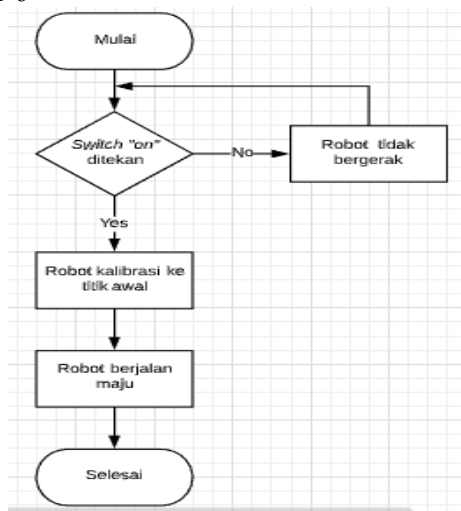 Mulai
Switch "on"
ditekan
No
Robot tidak
bergerak
Yes
Robot kalibrasi ke
titik awal
Robot berjalan
maju
Selesai